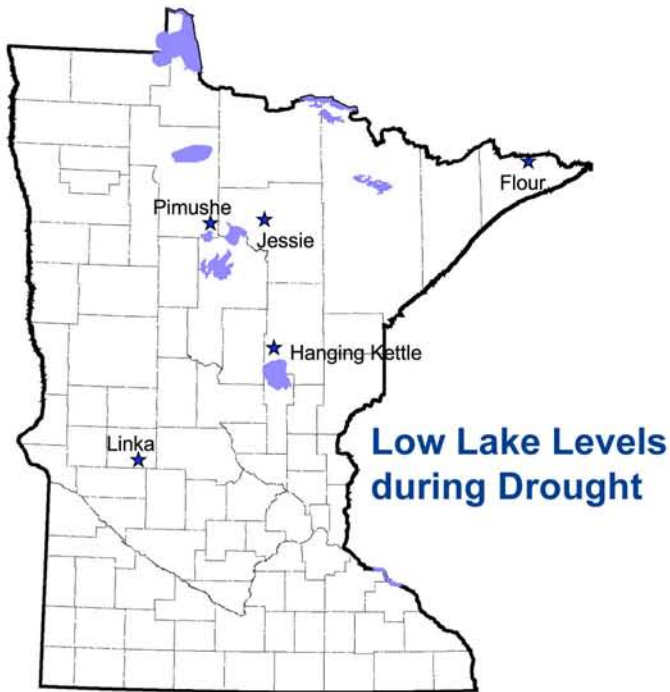 Flour
Pimushe
Jessie
Hanging Kettle
Linka
Low Lake Levels
during Drought